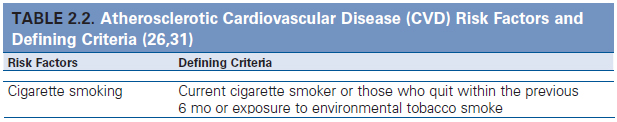 TABLE 2.2. Atherosclerotic Cardiovascular Disease (CVD) Risk Factors and
Defining Criteria (26,31)
Risk Factors Defining Criteria
Cigarette smoking Current cigarette smoker or those who quit within the previous
6 mo or exposure to environmental tobacco smoke